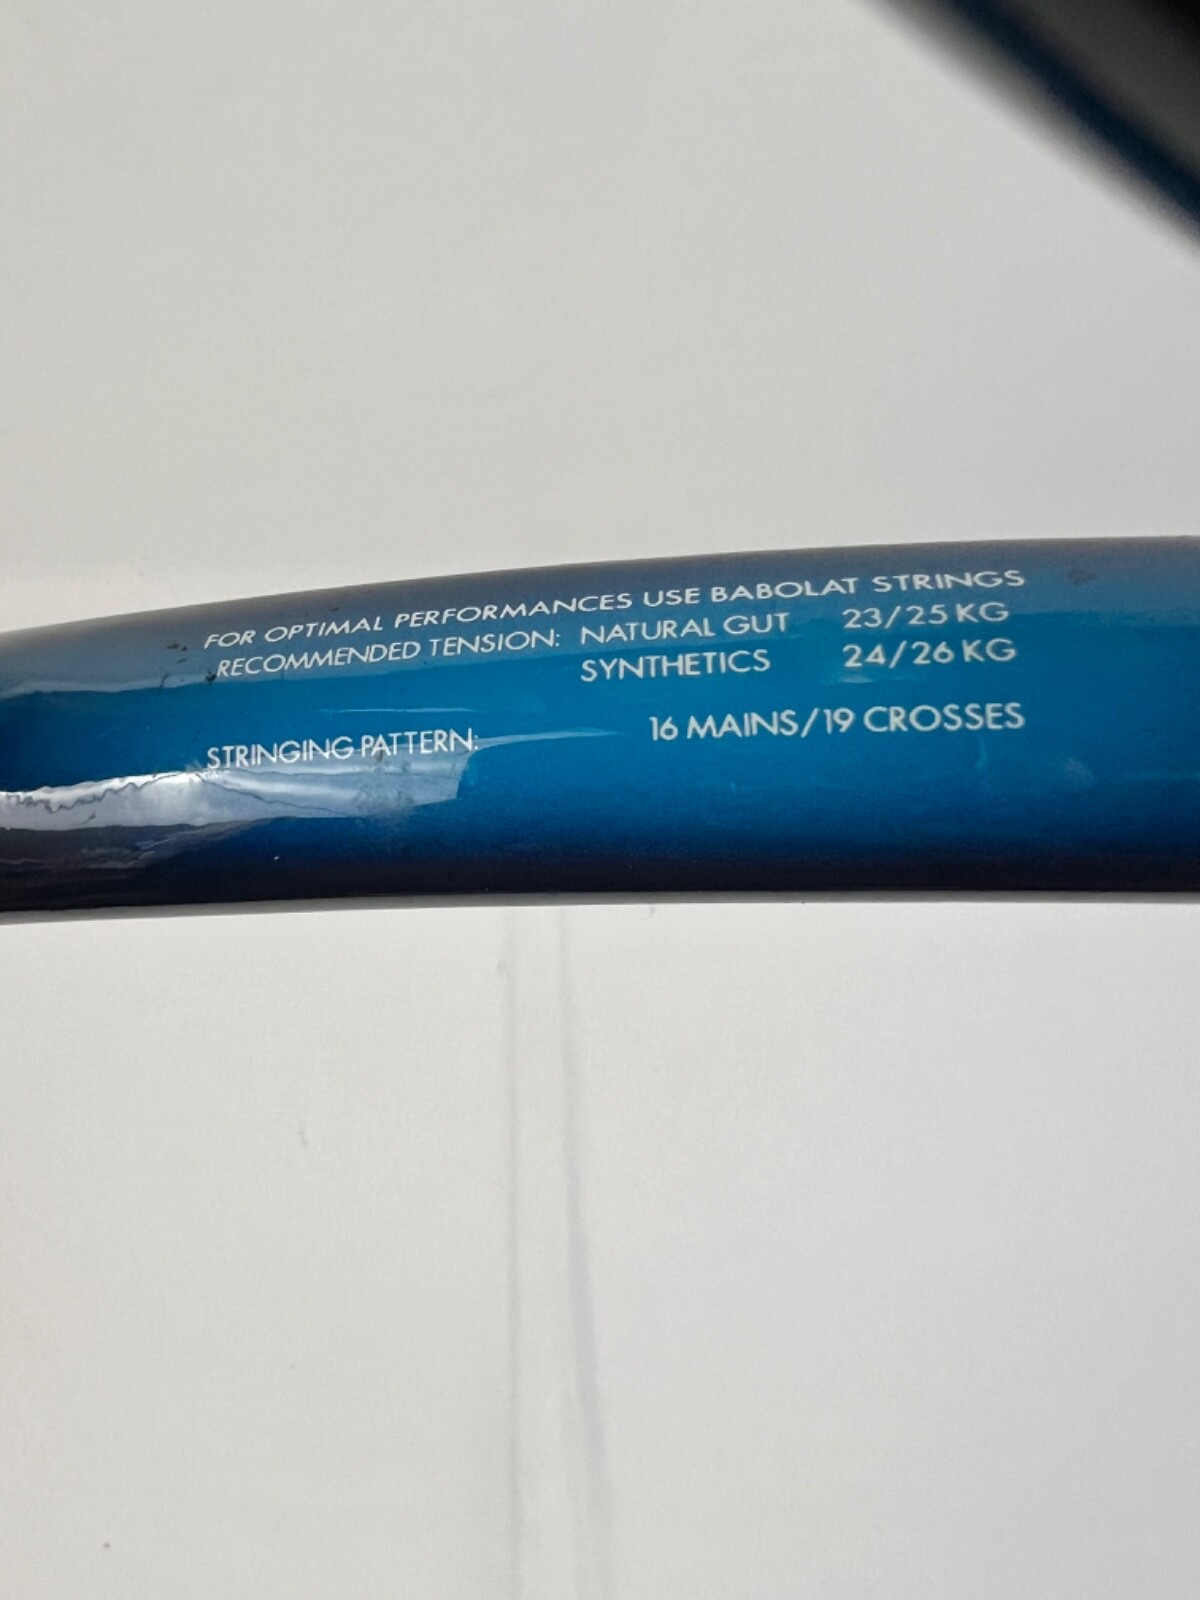 FOR OPTIMAL PERFORMANCES USE BABOLAT STRINGS
RECOMMENDED TENSION: NATURAL GUT 23/25 KG
SYNTHETICS 24/26 KG
STRINGING PATTERN: 16 MAINS/19 CROSSES